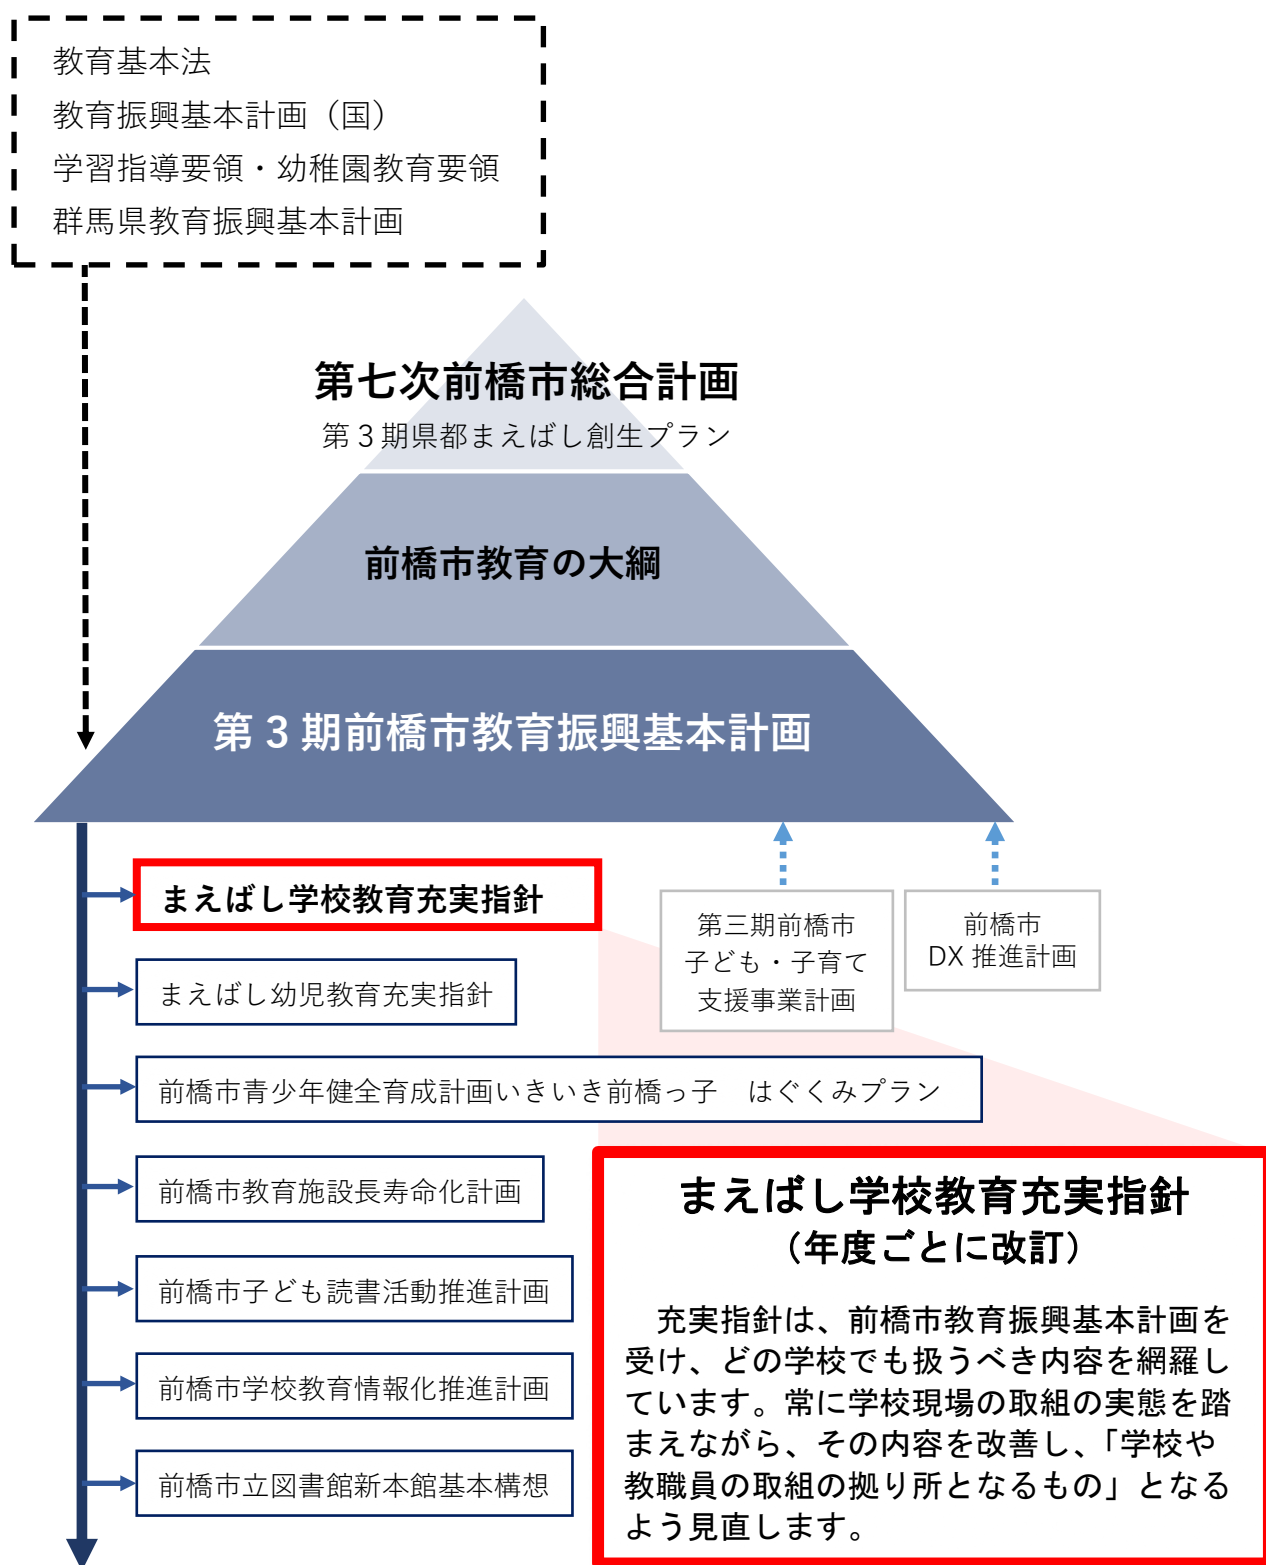 教育基本法
教育振興基本計画（国）
学習指導要領・幼稚園教育要領
群馬県教育振興基本計画
第七次前橋市総合計画
第３期県都まえばし創生プラン
前橋市教育の大綱
第３期前橋市教育振興基本計画
まえばし学校教育充実指針
第三期前橋市
子ども・子育て
支援事業計画
前橋市
DX 推進計画
まえばし幼児教育充実指針
前橋市青少年健全育成計画いきいき前橋っ子　はぐくみプラン
前橋市教育施設長寿命化計画
前橋市子ども読書活動推進計画
前橋市学校教育情報化推進計画
前橋市立図書館新本館基本構想
まえばし学校教育充実指針
（年度ごとに改訂）
　充実指針は、前橋市教育振興基本計画を
受け、どの学校でも扱うべき内容を網羅し
ています。常に学校現場の取組の実態を踏
まえながら、その内容を改善し、「学校や
教職員の取組の拠り所となるもの」となる
よう見直します。